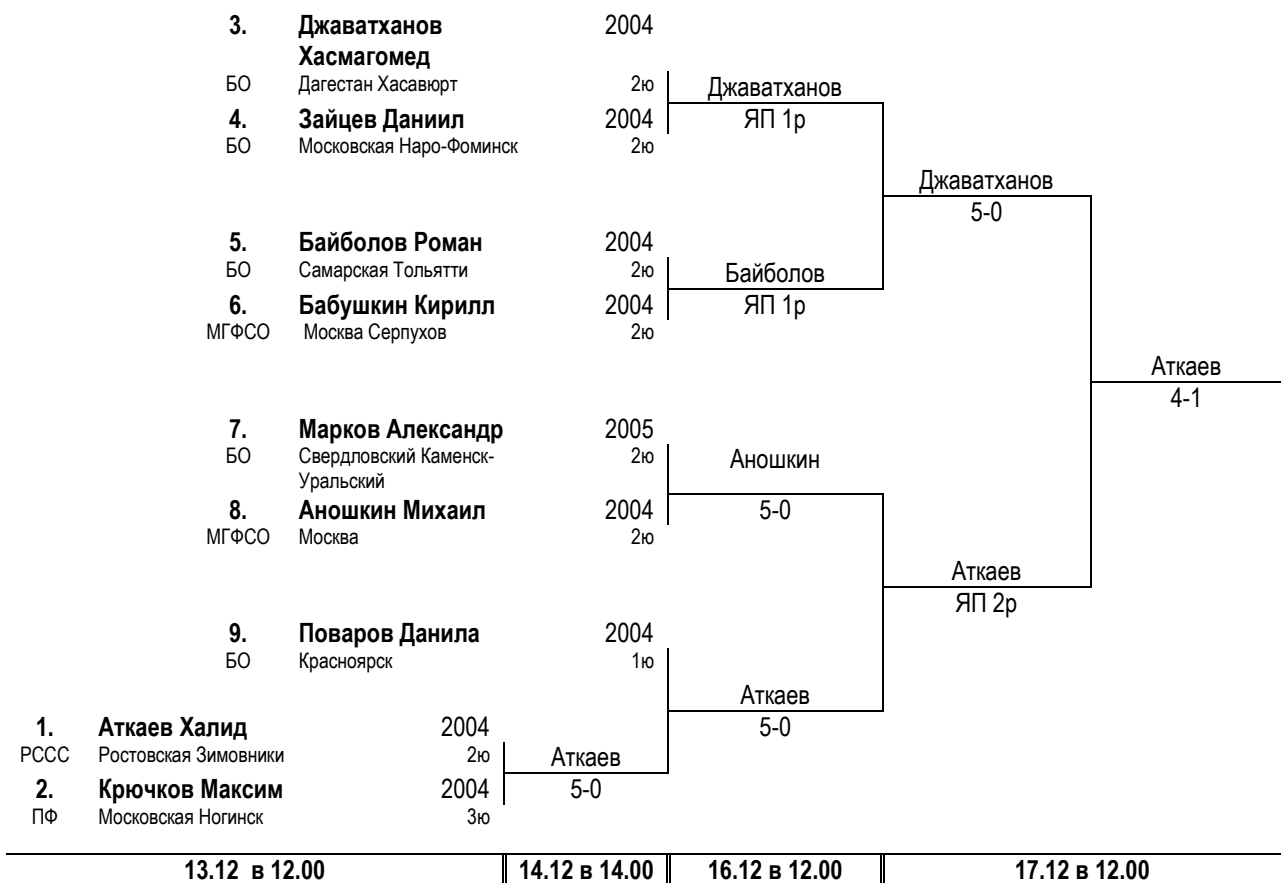 3. Джаватханов 2004
Хасмагомед
БО Дагестан Хасавюрт 2ю Джаватханов
4. Зайцев Даниил 2004 ЯП 1р
БО Московская Наро-Фоминск 2ю
Джаватханов
5-0
5. Байболов Роман 2004
БО Самарская Тольятти 2ю Байболов
6. Бабушкин Кирилл 2004 ЯП 1р
МГФСО Москва Серпухов 2ю
Аткаев
4-1
7. Марков Александр 2005
БО Свердловский Каменск- 2ю Аношкин
Уральский
8. Аношкин Михаил 2004 5-0
МГФСО Москва 2ю
Аткаев
ЯП 2р
9. Поваров Данила 2004
БО Красноярск 1ю
Аткаев
1. Аткаев Халид 2004 5-0
РССС Ростовская Зимовники 2ю Аткаев
2. Крючков Максим 2004 5-0
ПФ Московская Ногинск 3ю
13.12 в 12.00 14.12 в 14.00 16.12 в 12.00 17.12 в 12.00